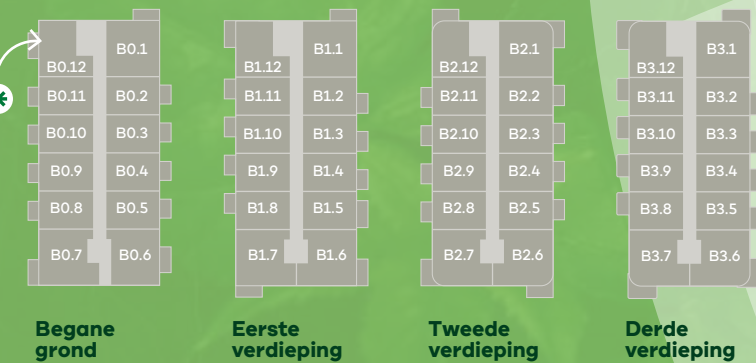 B0.1
B0.12
B0.11 B0.2
B0.10 B0.3
B0.9 B0.4
B0.8 B0.5
B0.7 B0.6
Begane
grond
B1.1
B1.12
B1.11 B1.2
B1.10 B1.3
B1.9 B1.4
B1.8 B1.5
B1.7 B1.6
Eerste
verdieping
B2.1
B2.12
B2.11 B2.2
B2.10 B2.3
B2.9 B2.4
B2.8 B2.5
B2.7 B2.6
Tweede
verdieping
B3.1
B3.12
B3.11 B3.2
B3.10 B3.3
B3.9 B3.4
B3.8 B3.5
B3.7 B3.6
Derde
verdieping